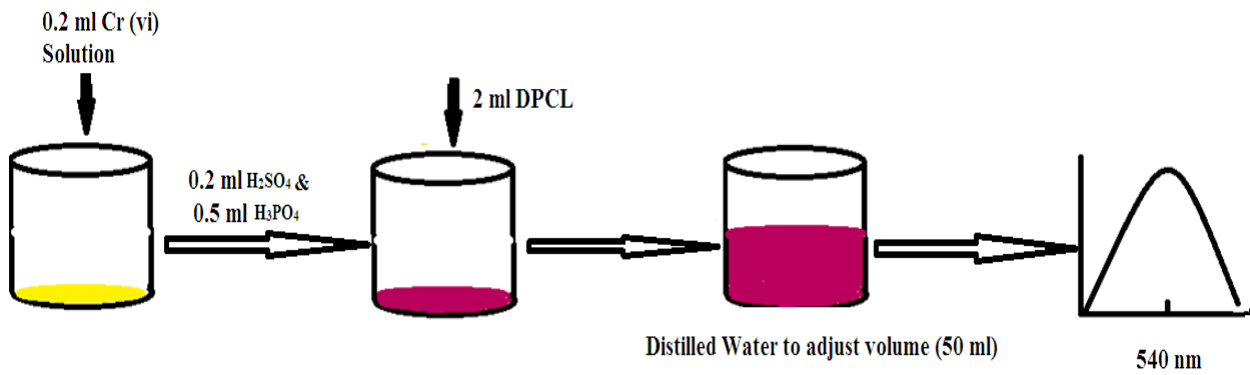 0.2 ml Cr (vi)
Solution
2 ml DPCL
0.2 ml H₂SO₄ &
0.5 ml H₃PO₄
Distilled Water to adjust volume (50 ml)
540 nm